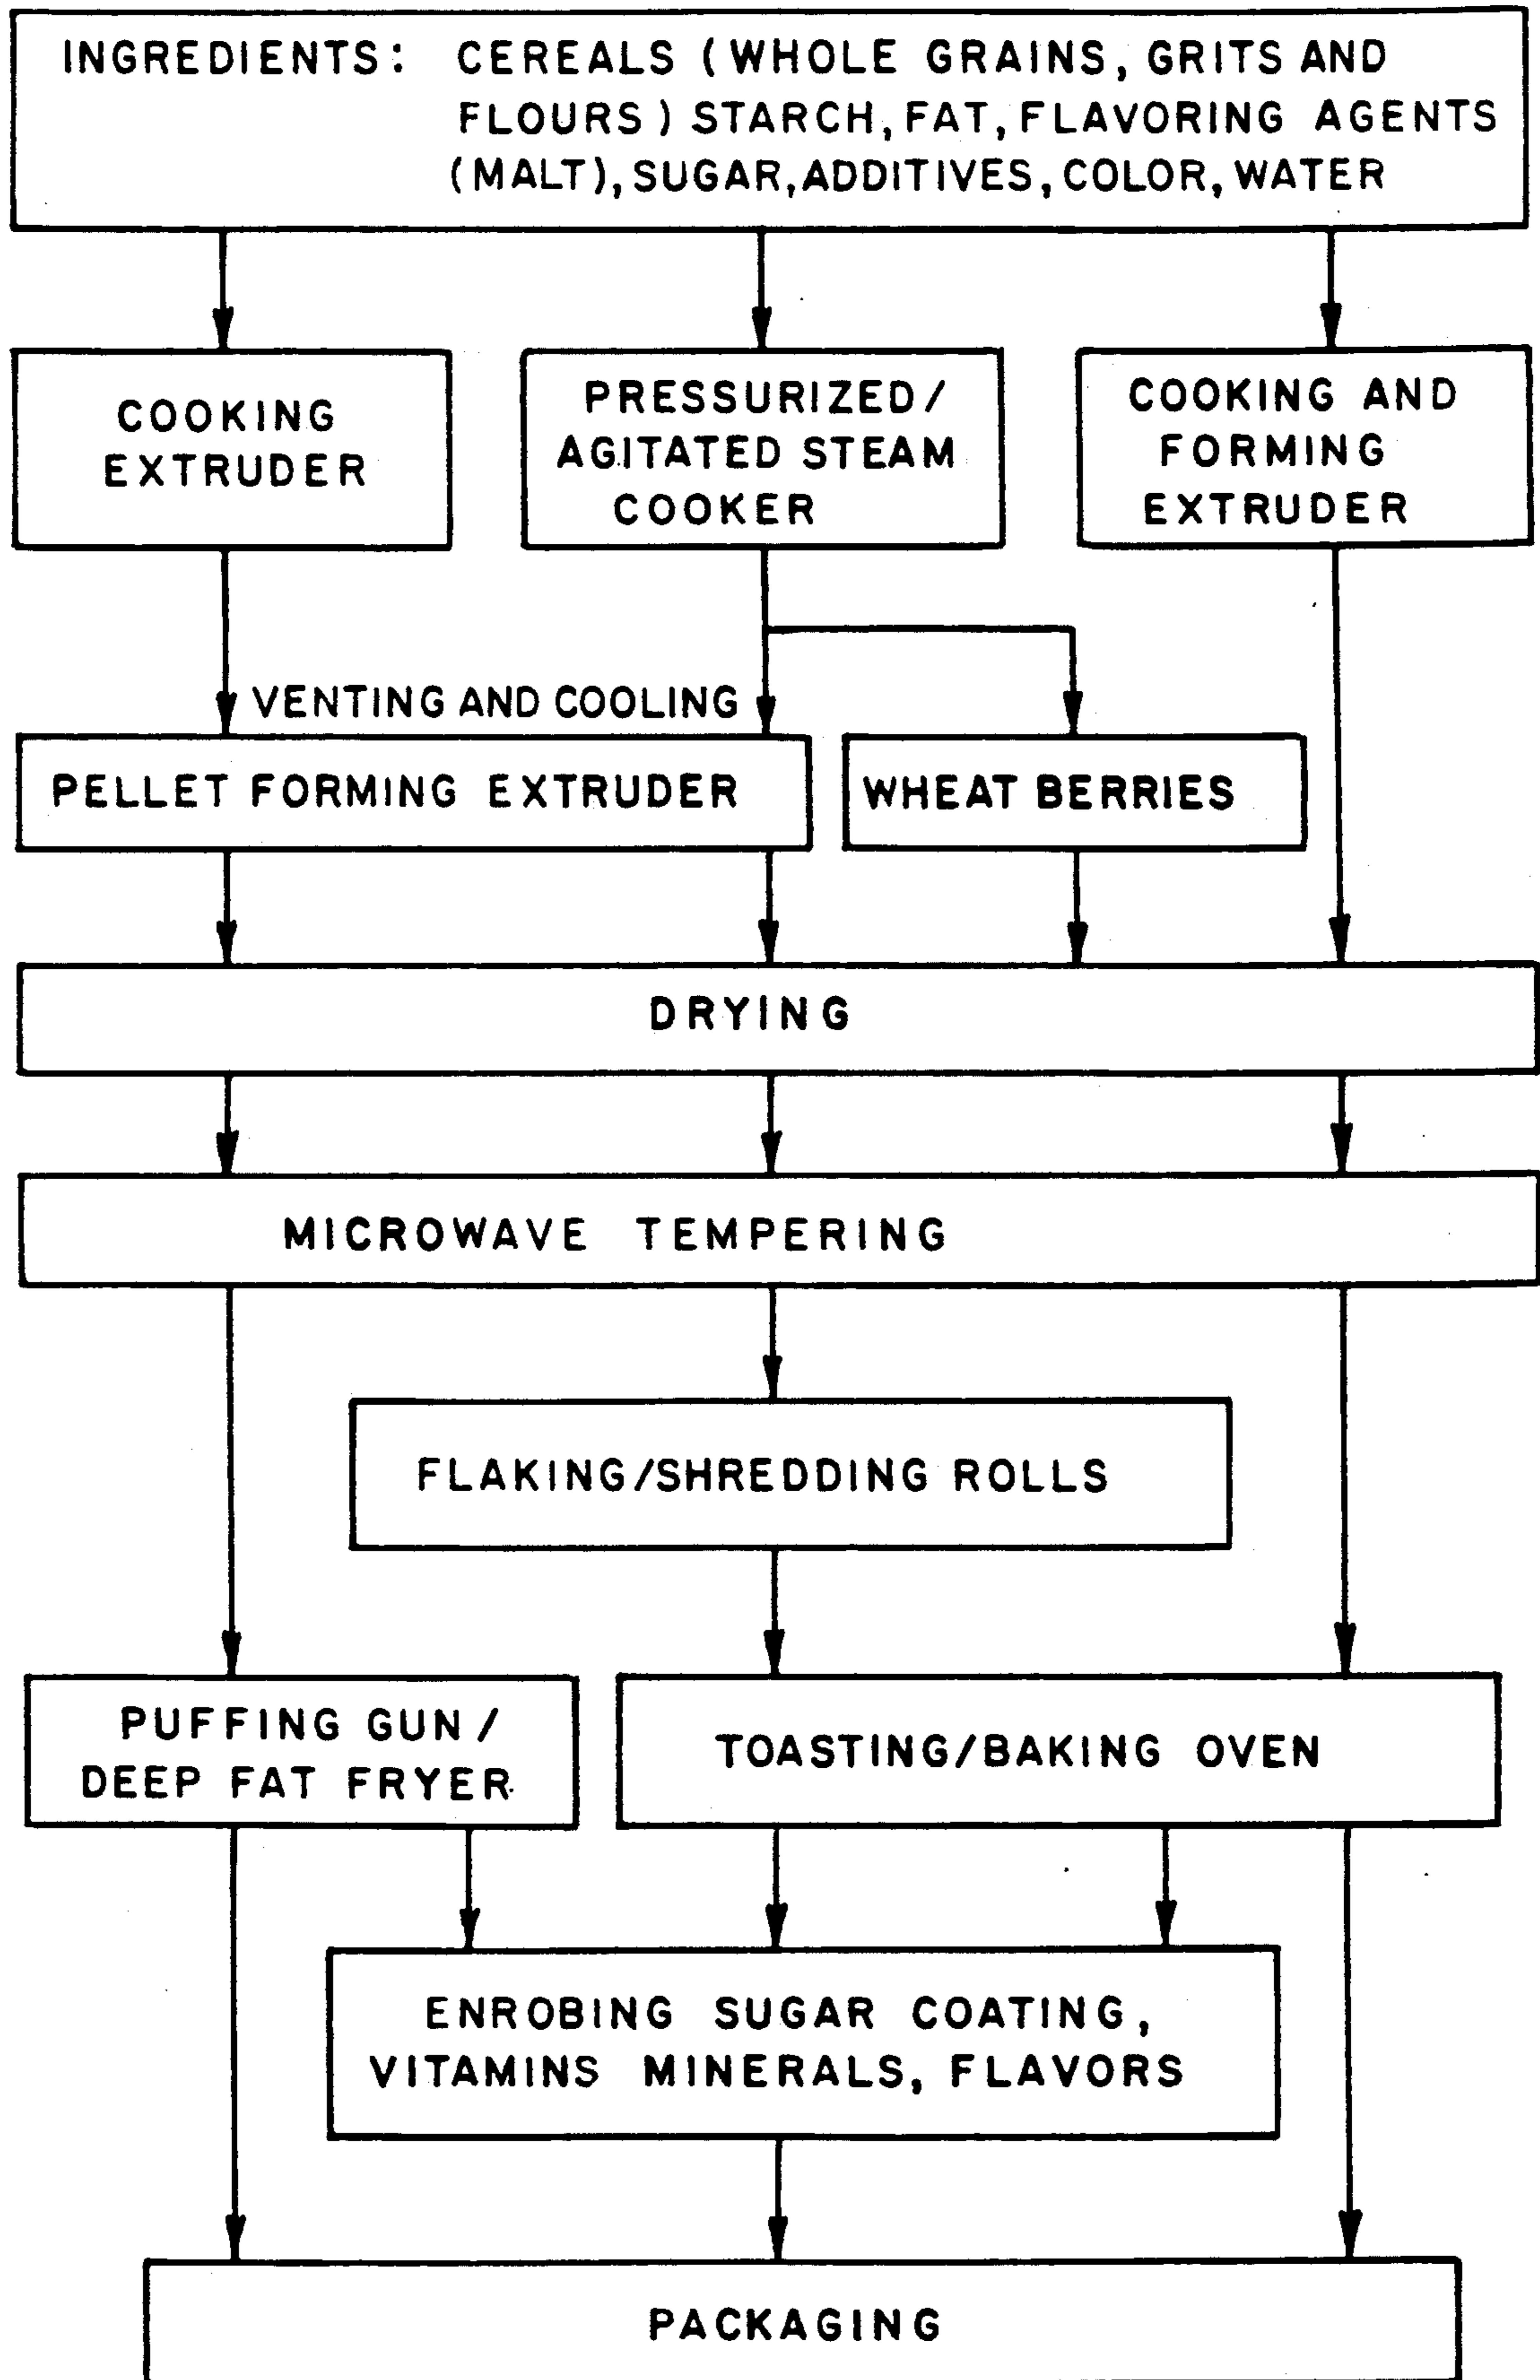 INGREDIENTS: CEREALS (WHOLE GRAINS, GRITS AND
FLOURS) STARCH, FAT, FLAVORING AGENTS
(MALT), SUGAR, ADDITIVES, COLOR, WATER
COOKING
EXTRUDER
PRESSURIZED/
AGITATED STEAM
COOKER
COOKING AND
FORMING
EXTRUDER
VENTING AND COOLING
PELLET FORMING EXTRUDER
WHEAT BERRIES
DRYING
MICROWAVE TEMPERING
FLAKING/SHREDDING ROLLS
PUFFING GUN/
DEEP FAT FRYER
TOASTING/BAKING OVEN
ENROBING SUGAR COATING,
VITAMINS MINERALS, FLAVORS
PACKAGING